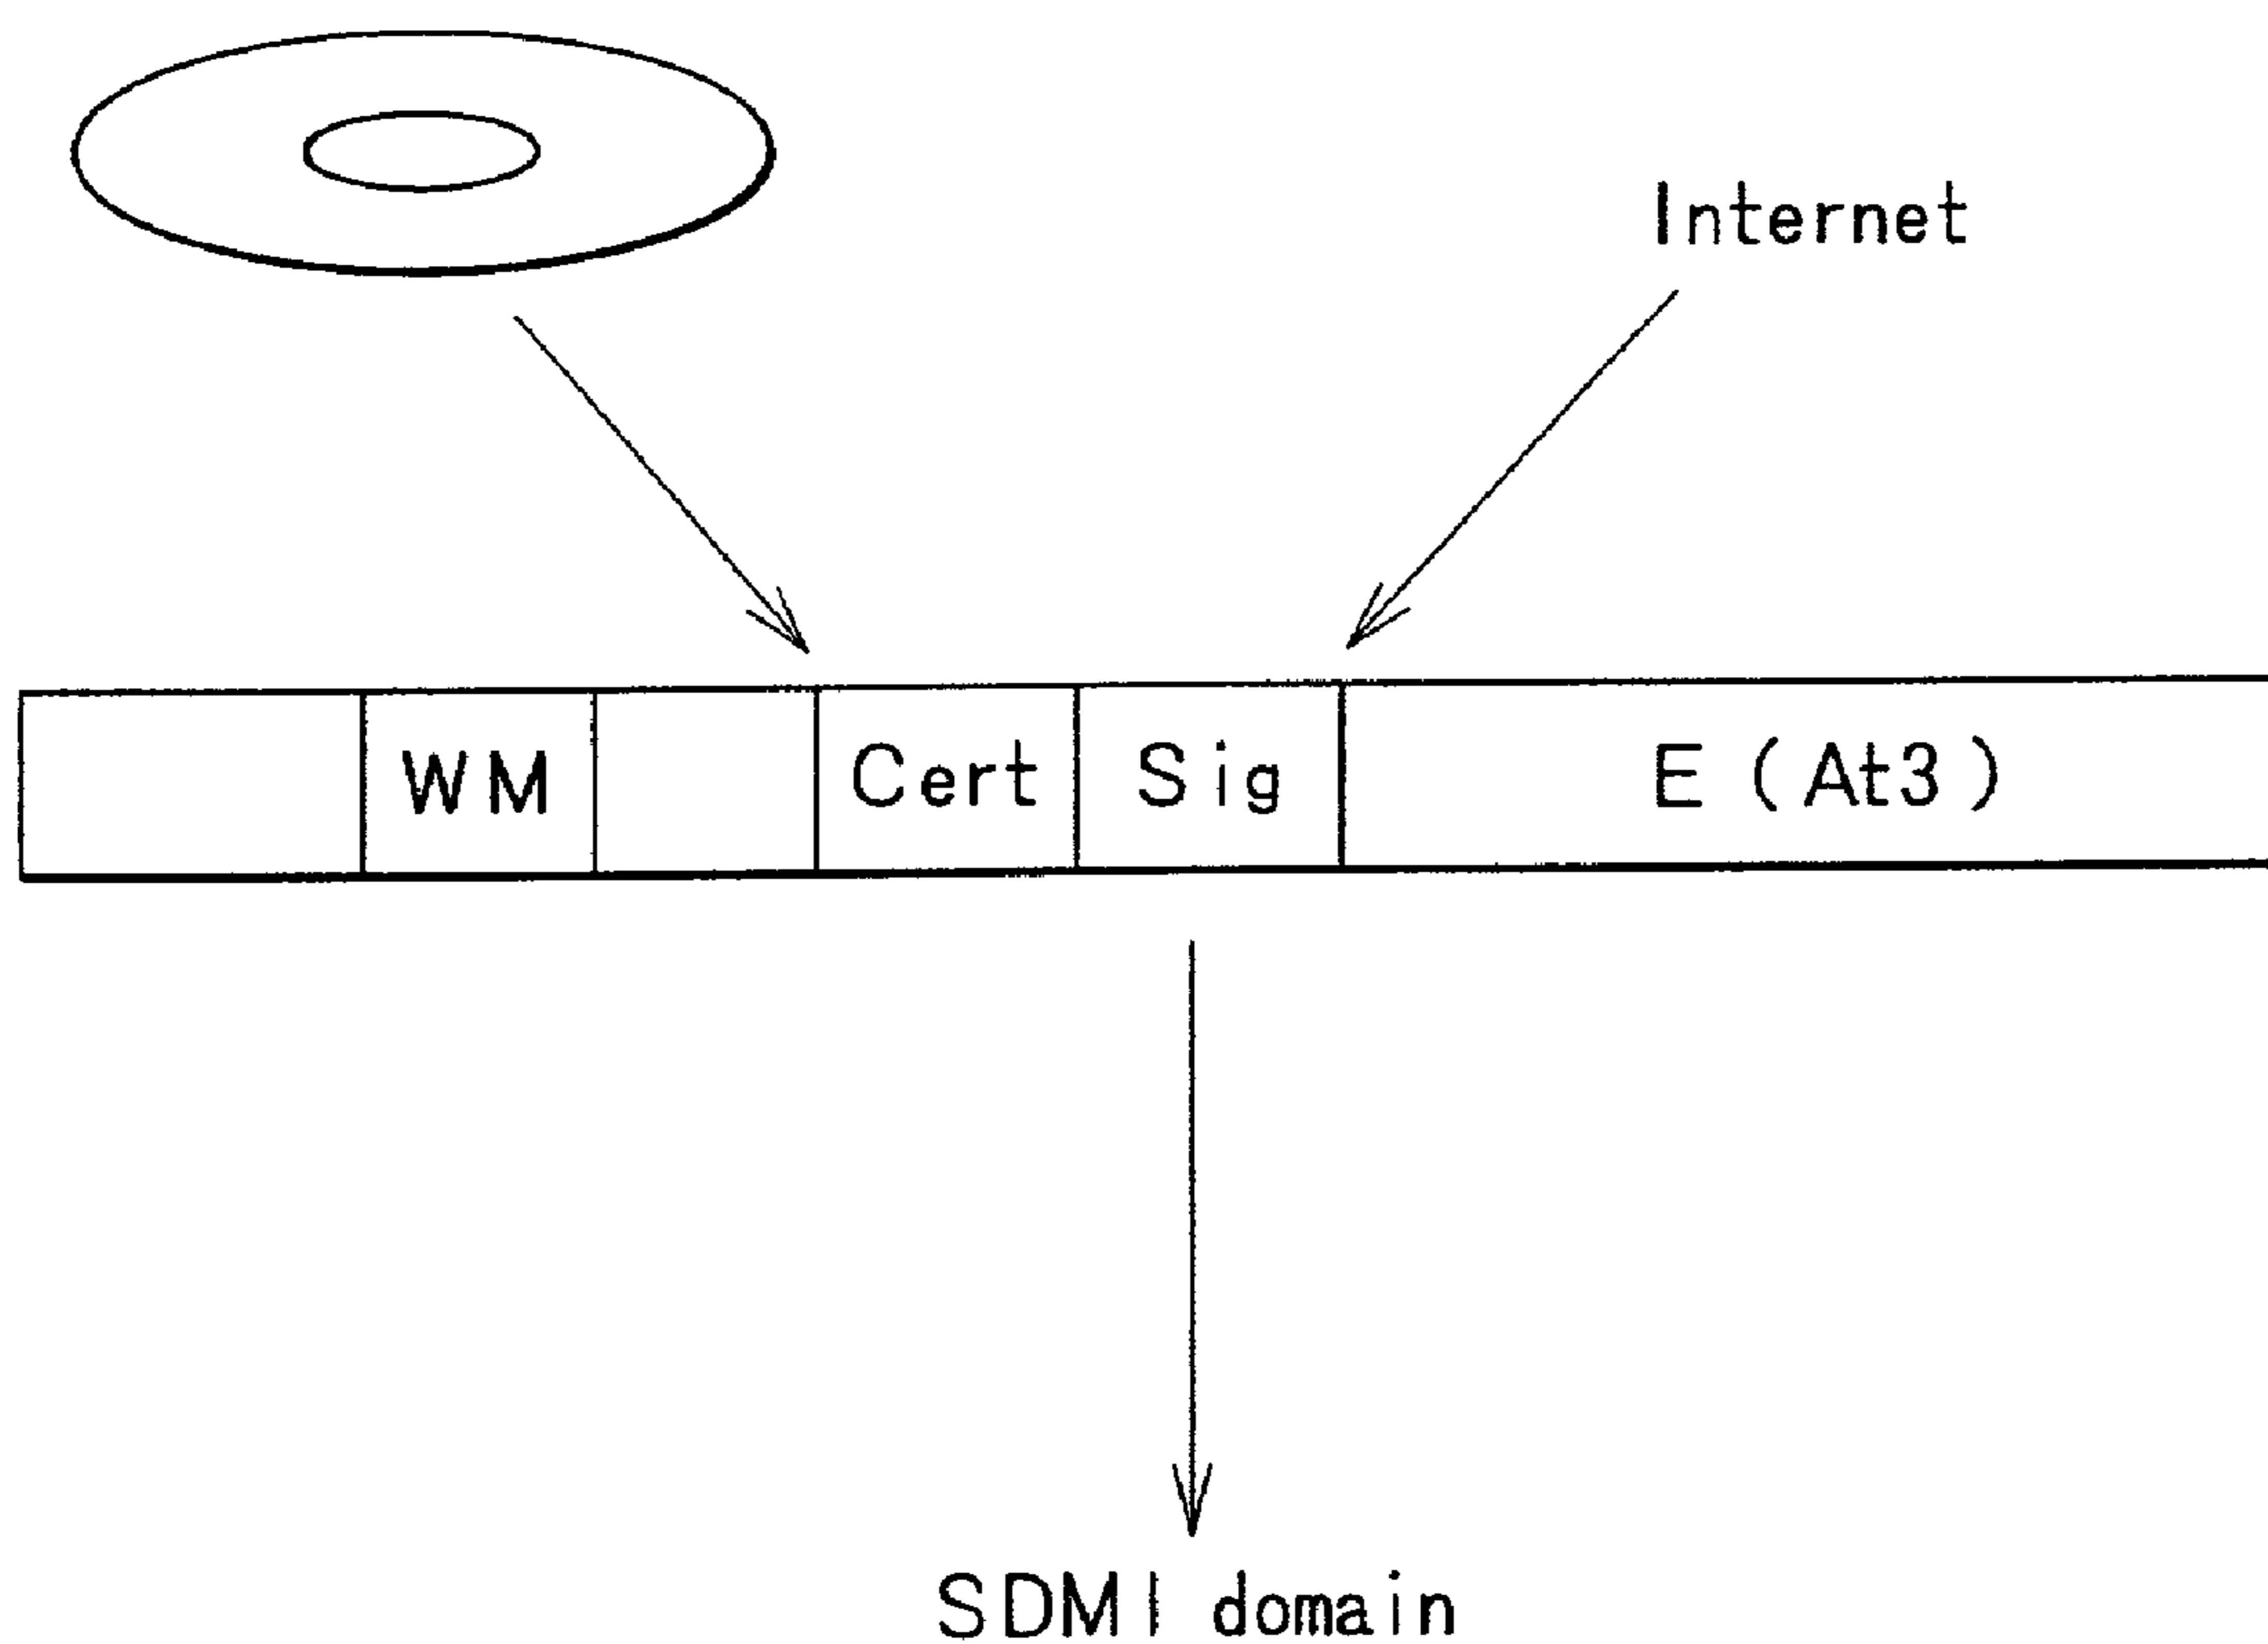 Internet
WM Cert Sig E (At3)
SDMI domain